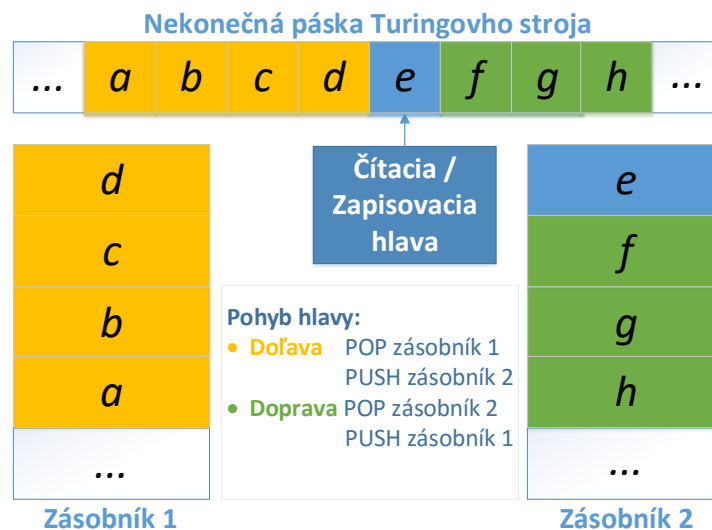 Nekonečná páska Turingovho stroja
... a b c d e f g h ...
Čítacia /
Zapisovacia
hlava
d
c
b
a
...
Zásobník 1
Pohyb hlavy:
• Doľava POP zásobník 1
PUSH zásobník 2
• Doprava POP zásobník 2
PUSH zásobník 1
e
f
g
h
...
Zásobník 2